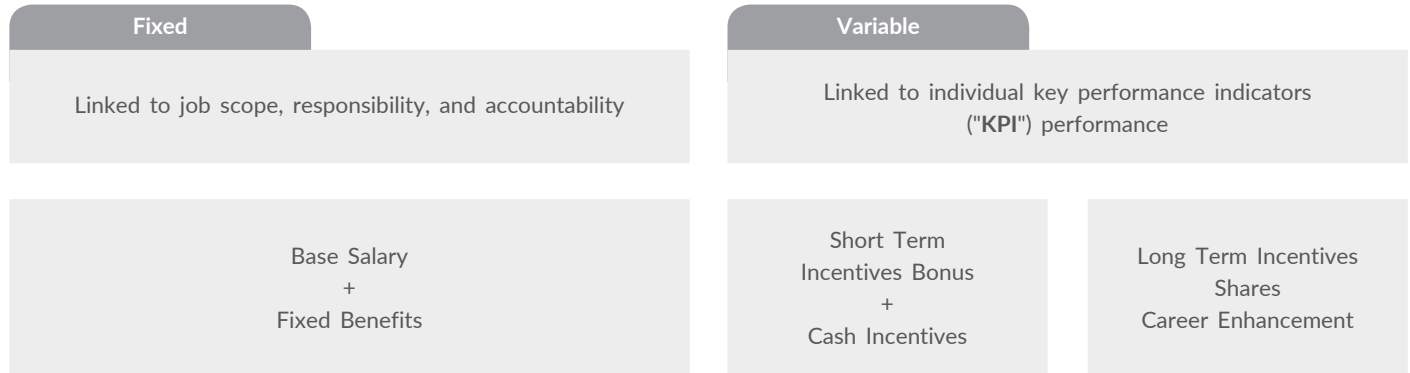 Fixed
Linked to job scope, responsibility, and accountability
Base Salary
+
Fixed Benefits
Variable
Linked to individual key performance indicators
("KPI") performance
Short Term
Incentives Bonus
+
Cash Incentives
Long Term Incentives
Shares
Career Enhancement